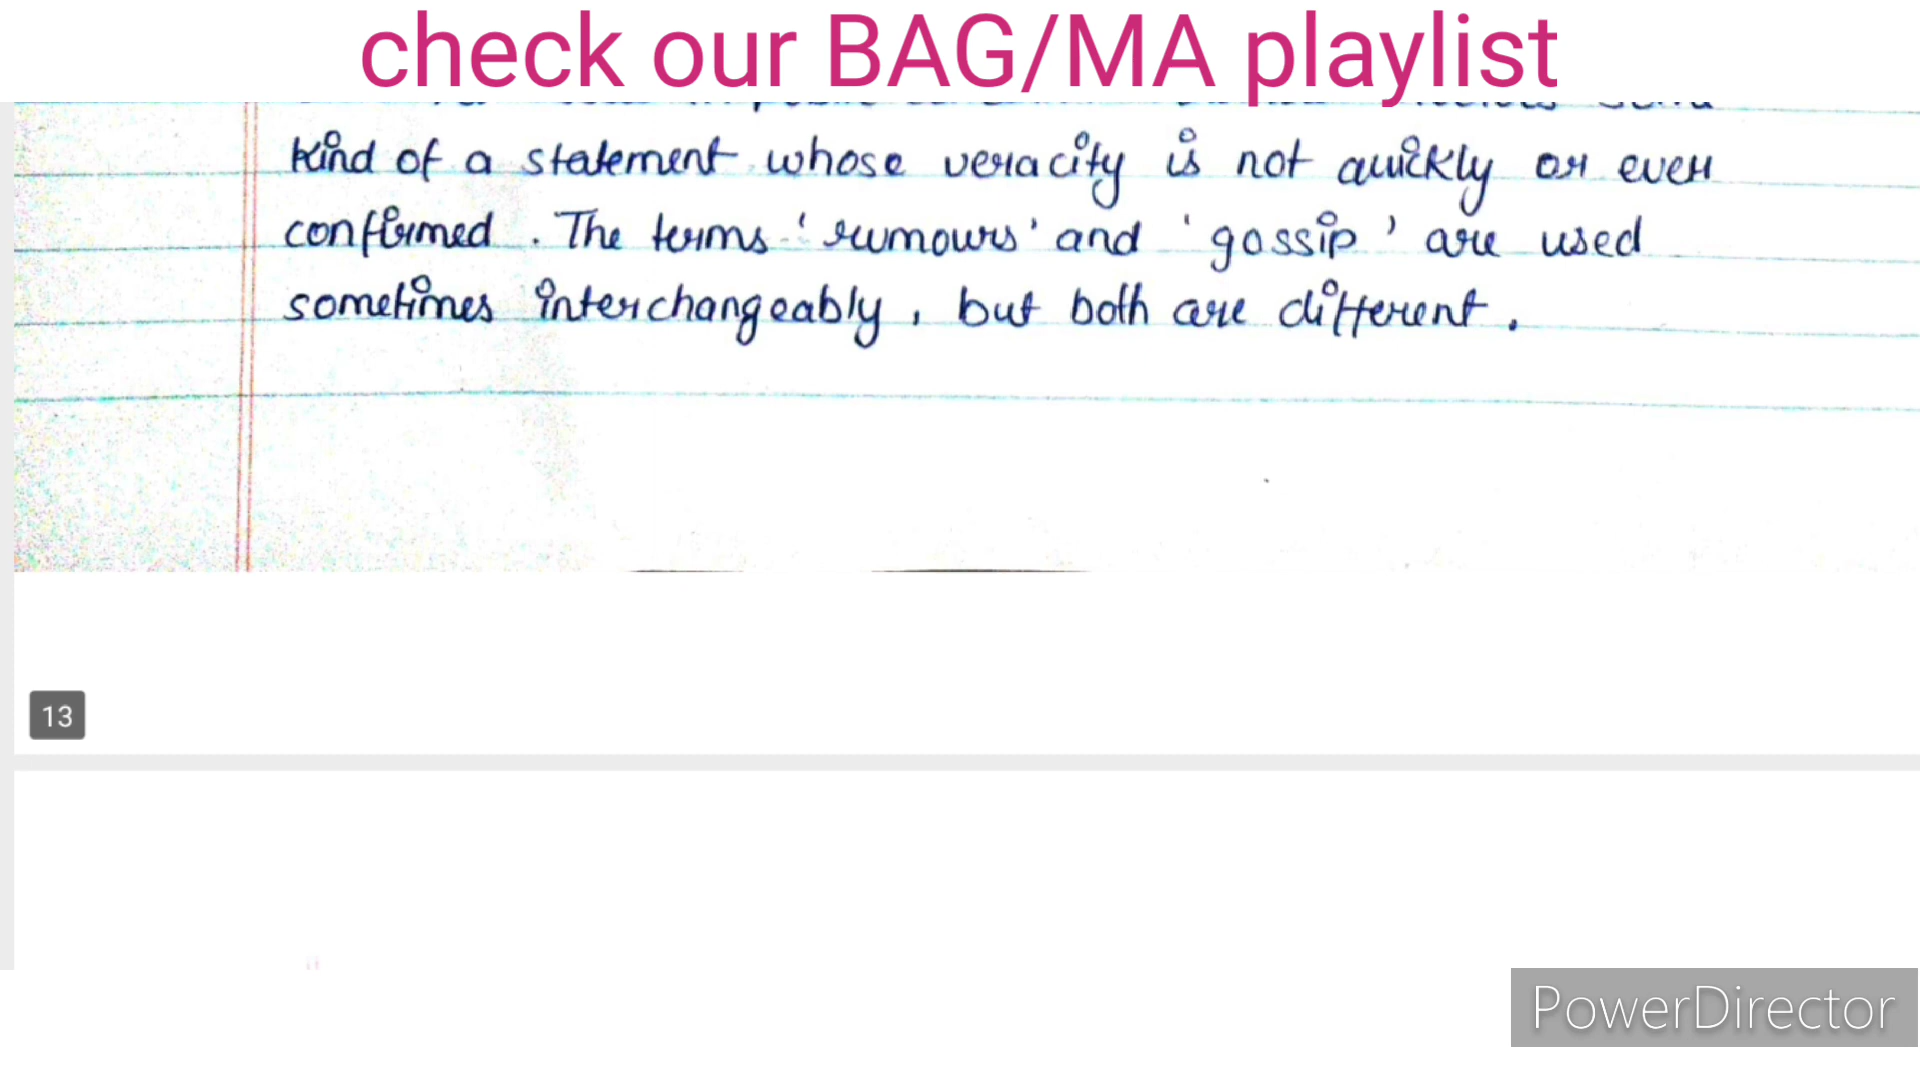 check our BAG/MA playlist
kind of a statement whose veracity is not quickly or ever
confirmed. The terms 'rumours' and 'gossip' are used
sometimes interchangeably, but both are different.
13
PowerDirector